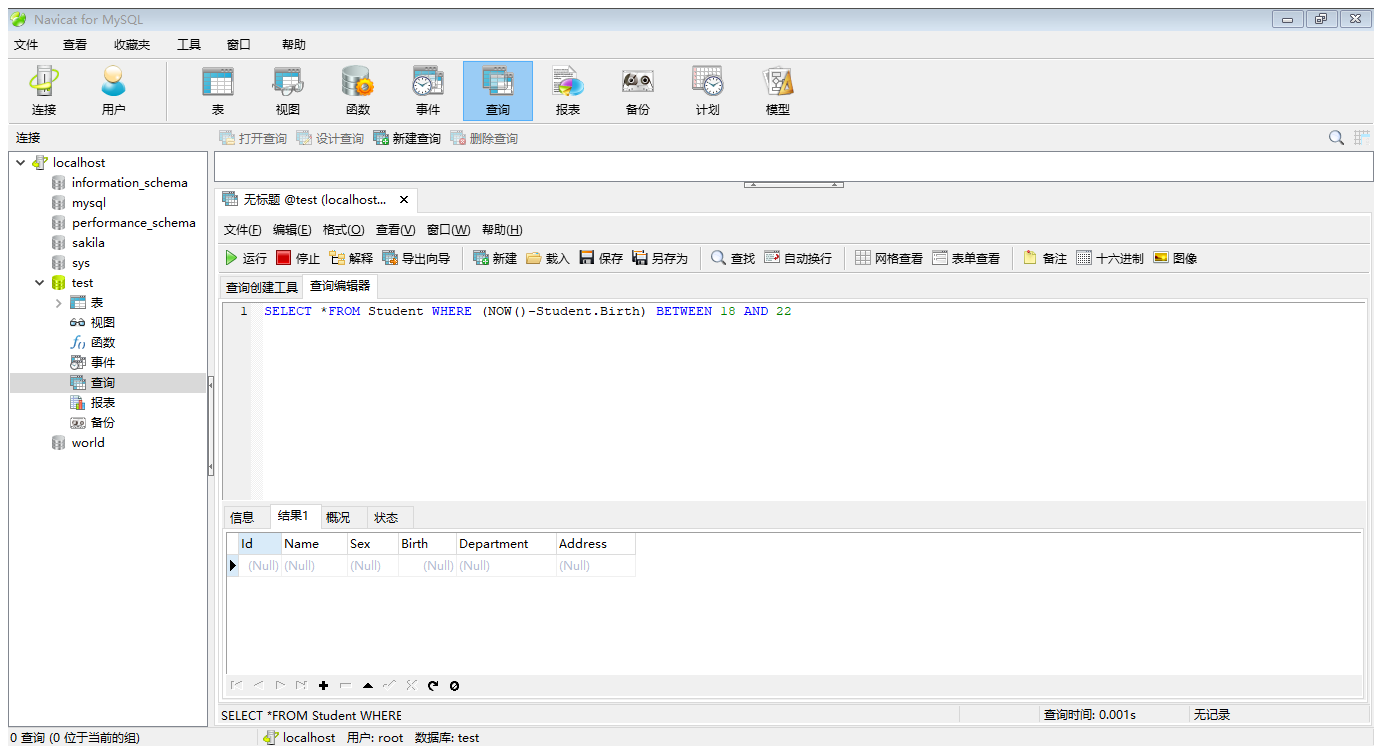 Navicat for MySQL
文件 查看 收藏夹 工具 窗口 帮助
连接 用户 表 视图 函数 事件 查询 报表 备份 计划 模型
连接 打开查询 设计查询 新建查询 删除查询
localhost
information_schema
mysql
performance_schema
sakila
sys
test
表
视图
函数
事件
查询
报表
备份
world
无标题 @test (localhost...
文件(F) 编辑(E) 格式(O) 查看(V) 窗口(W) 帮助(H)
运行 停止 解释 导出向导 新建 载入 保存 另存为 查找 自动换行 网格查看 表单查看 备注 十六进制 图像
查询创建工具 查询编辑器
1 SELECT *FROM Student WHERE (NOW()-Student.Birth) BETWEEN 18 AND 22
信息 结果1 概况 状态
Id Name Sex Birth Department Address
(Null) (Null) (Null) (Null) (Null) (Null)
SELECT *FROM Student WHERE 查询时间: 0.001s 无记录
0 查询 (0 位于当前的组) localhost 用户: root 数据库: test